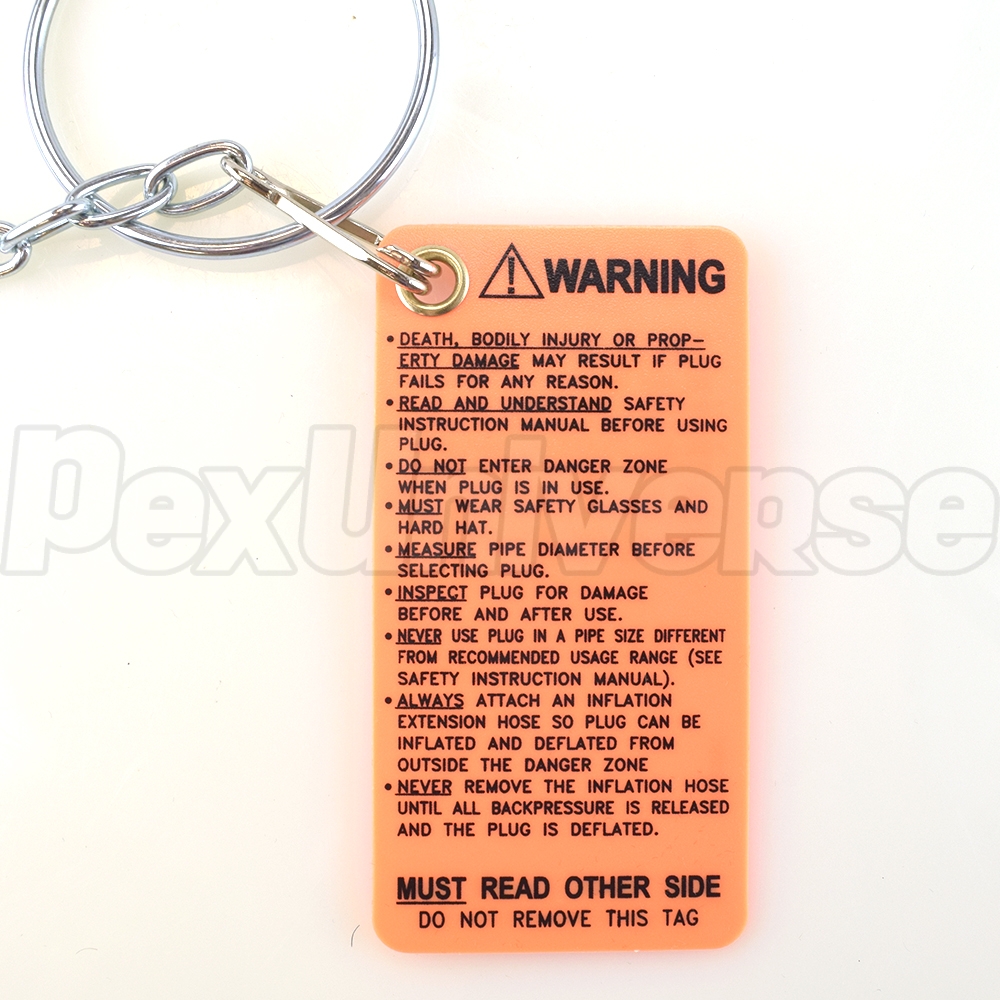 WARNING
• DEATH, BODILY INJURY OR PROP-
ERTY DAMAGE MAY RESULT IF PLUG
FAILS FOR ANY REASON.
• READ AND UNDERSTAND SAFETY
INSTRUCTION MANUAL BEFORE USING
PLUG.
• DO NOT ENTER DANGER ZONE
WHEN PLUG IS IN USE.
• MUST WEAR SAFETY GLASSES AND
HARD HAT.
PexUniverse
• MEASURE PIPE DIAMETER BEFORE
SELECTING PLUG.
• INSPECT PLUG FOR DAMAGE
BEFORE AND AFTER USE.
• NEVER USE PLUG IN A PIPE SIZE DIFFERENT
FROM RECOMMENDED USAGE RANGE (SEE
SAFETY INSTRUCTION MANUAL).
• ALWAYS ATTACH AN INFLATION
EXTENSION HOSE SO PLUG CAN BE
INFLATED AND DEFLATED FROM
OUTSIDE THE DANGER ZONE
• NEVER REMOVE THE INFLATION HOSE
UNTIL ALL BACKPRESSURE IS RELEASED
AND THE PLUG IS DEFLATED.
MUST READ OTHER SIDE
DO NOT REMOVE THIS TAG